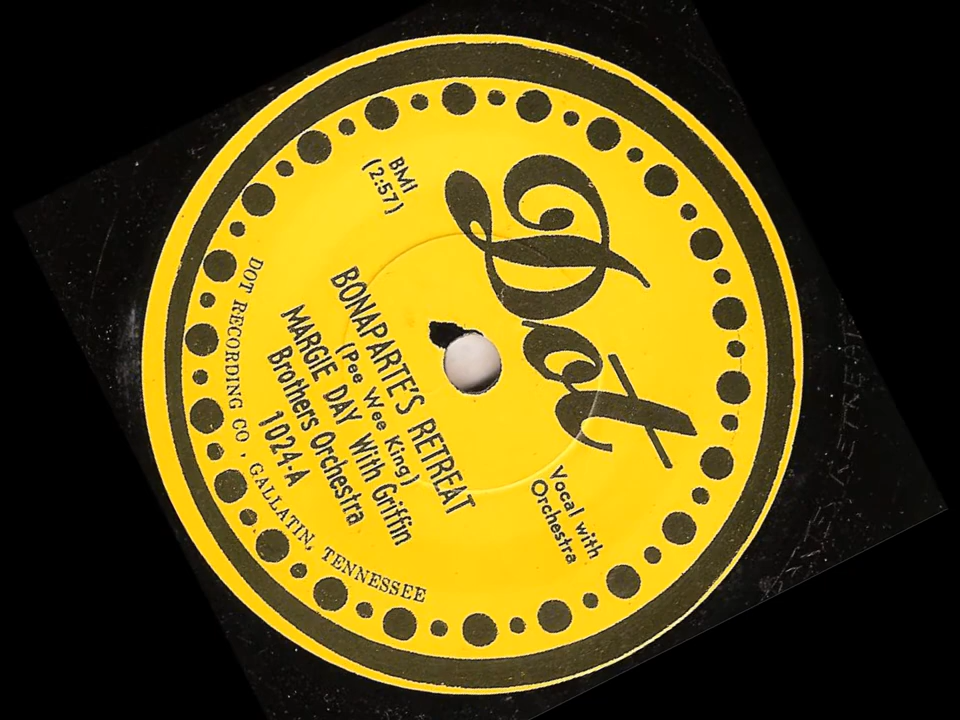 Dot
BMI
(2:57)
Vocal with
Orchestra
BONAPARTE'S RETREAT
(Pee Wee King)
MARGIE DAY With Griffin
Brothers Orchestra
1024-A
DOT RECORDING CO., GALLATIN, TENNESSEE